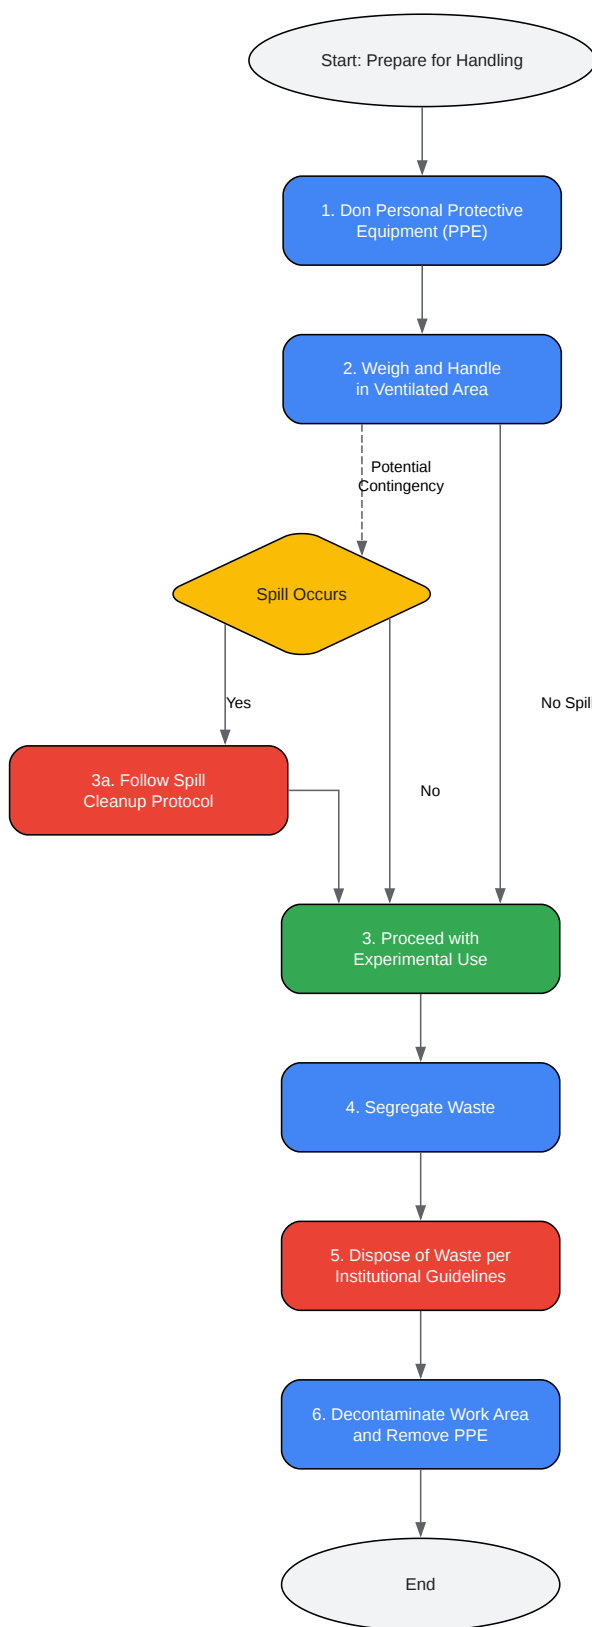 Start: Prepare for Handling
1. Don Personal Protective
Equipment (PPE)
2. Weigh and Handle
in Ventilated Area
Potential
Contingency
Spill Occurs
Yes
No Spill
3a. Follow Spill
Cleanup Protocol
No
3. Proceed with
Experimental Use
4. Segregate Waste
5. Dispose of Waste per
Institutional Guidelines
6. Decontaminate Work Area
and Remove PPE
End